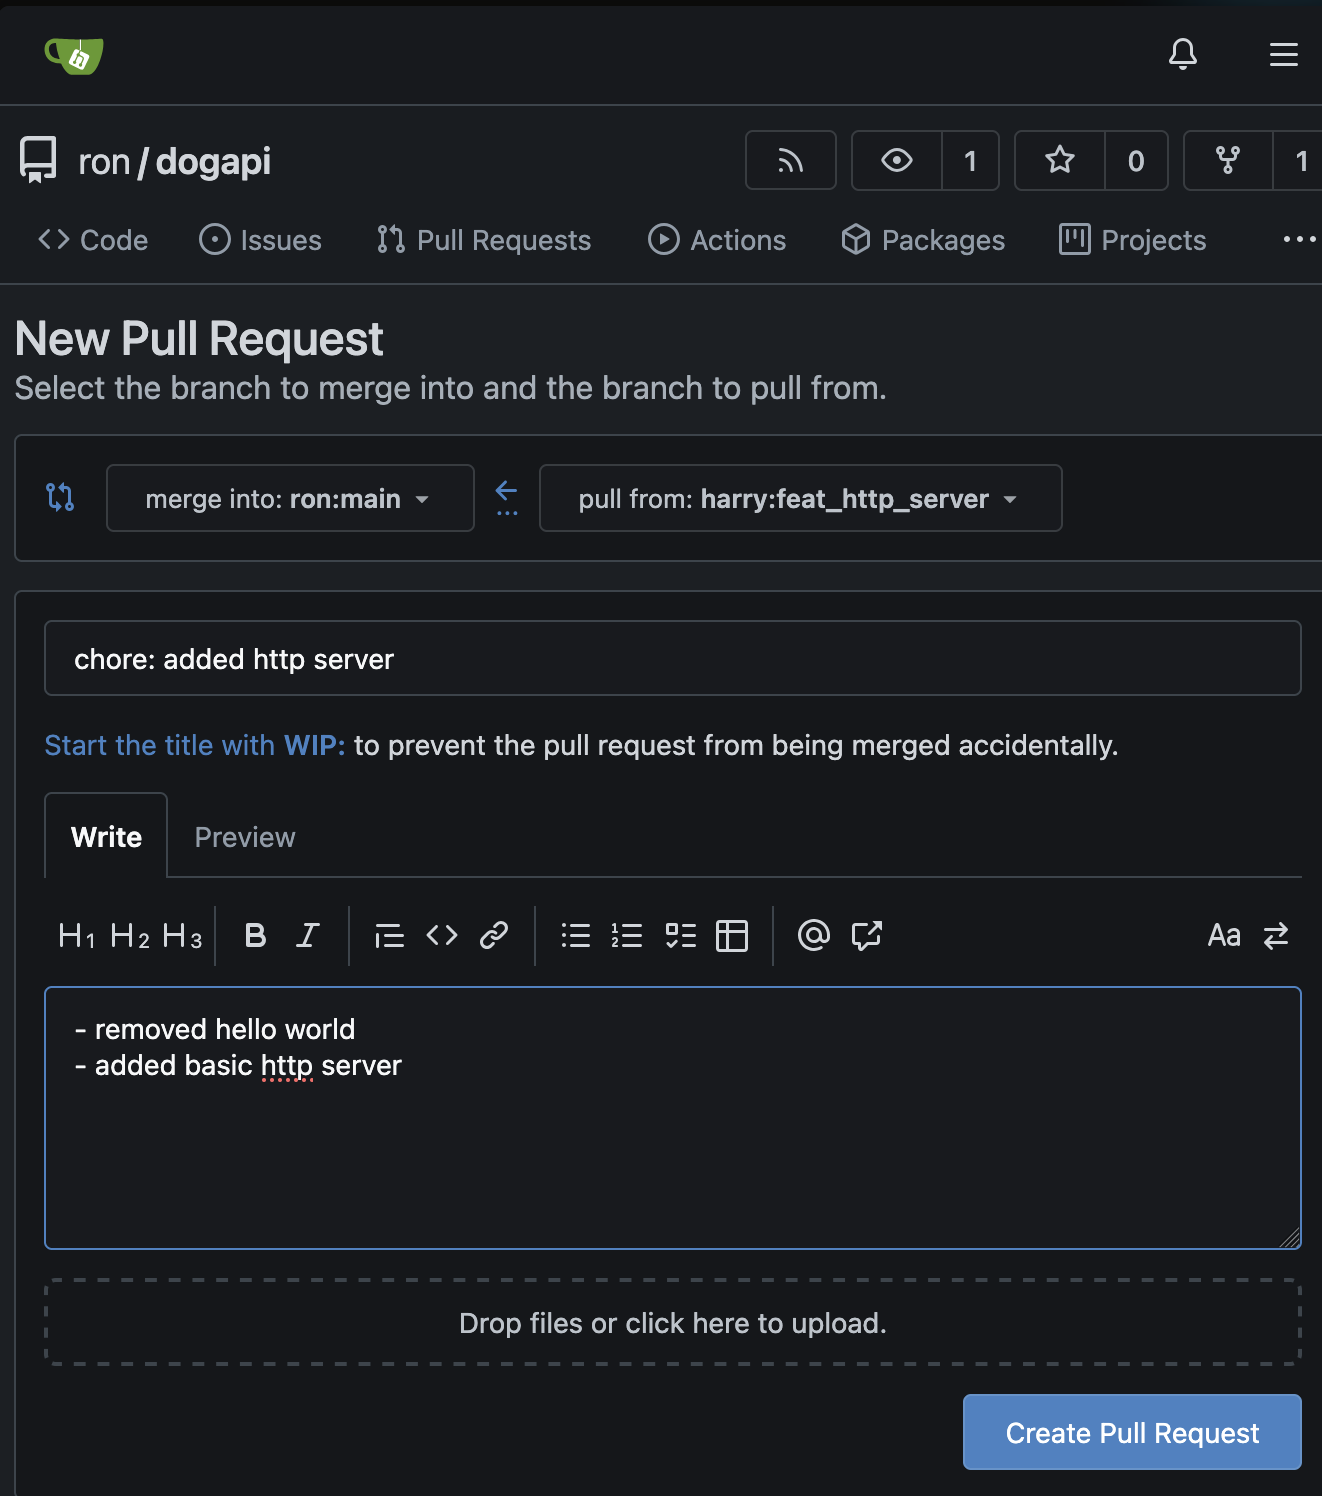 ron / dogapi
1
0
1
Code
Issues
Pull Requests
Actions
Packages
Projects
New Pull Request
Select the branch to merge into and the branch to pull from.
merge into: ron:main
pull from: harry:feat_http_server
chore: added http server
Start the title with WIP: to prevent the pull request from being merged accidentally.
Write
Preview
H1 H2 H3 B I Aa
- removed hello world
- added basic http server
Drop files or click here to upload.
Create Pull Request